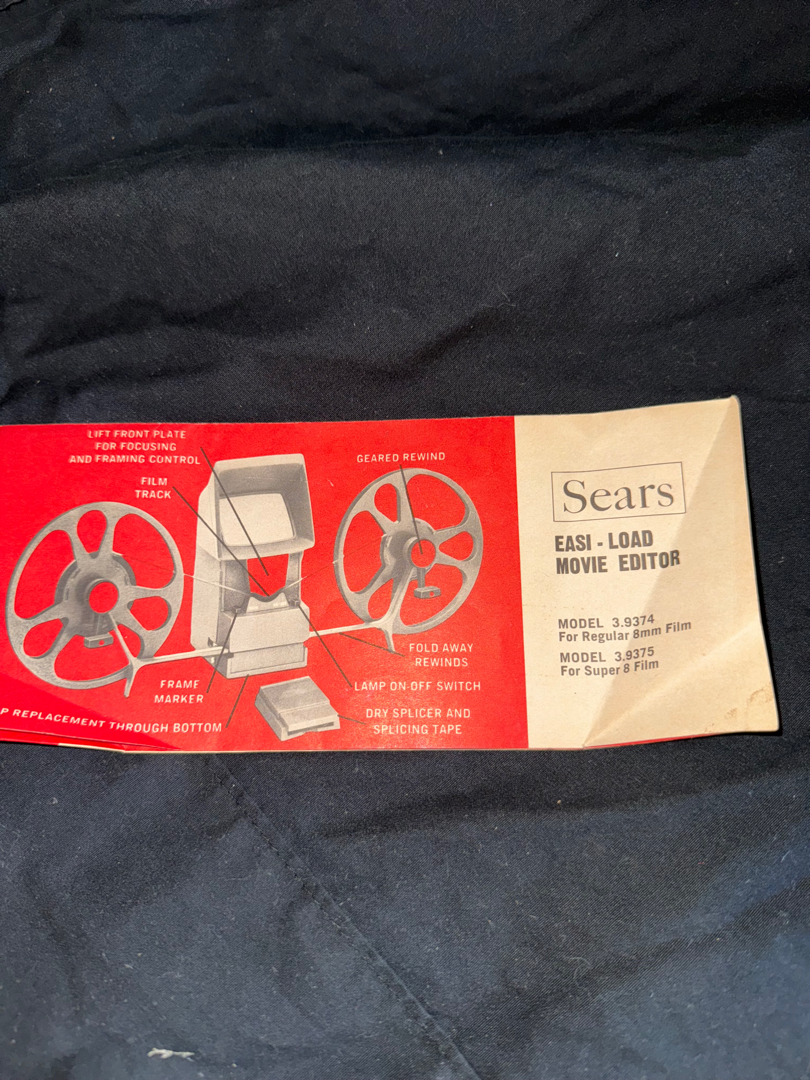 LIFT FRONT PLATE
FOR FOCUSING
AND FRAMING CONTROL
FILM
TRACK
GEARED REWIND
FOLD AWAY
REWINDS
FRAME
MARKER
LAMP ON-OFF SWITCH
P REPLACEMENT THROUGH BOTTOM
DRY SPLICER AND
SPLICING TAPE
Sears
EASI - LOAD
MOVIE EDITOR
MODEL 3.9374
For Regular 8mm Film
MODEL 3.9375
For Super 8 Film